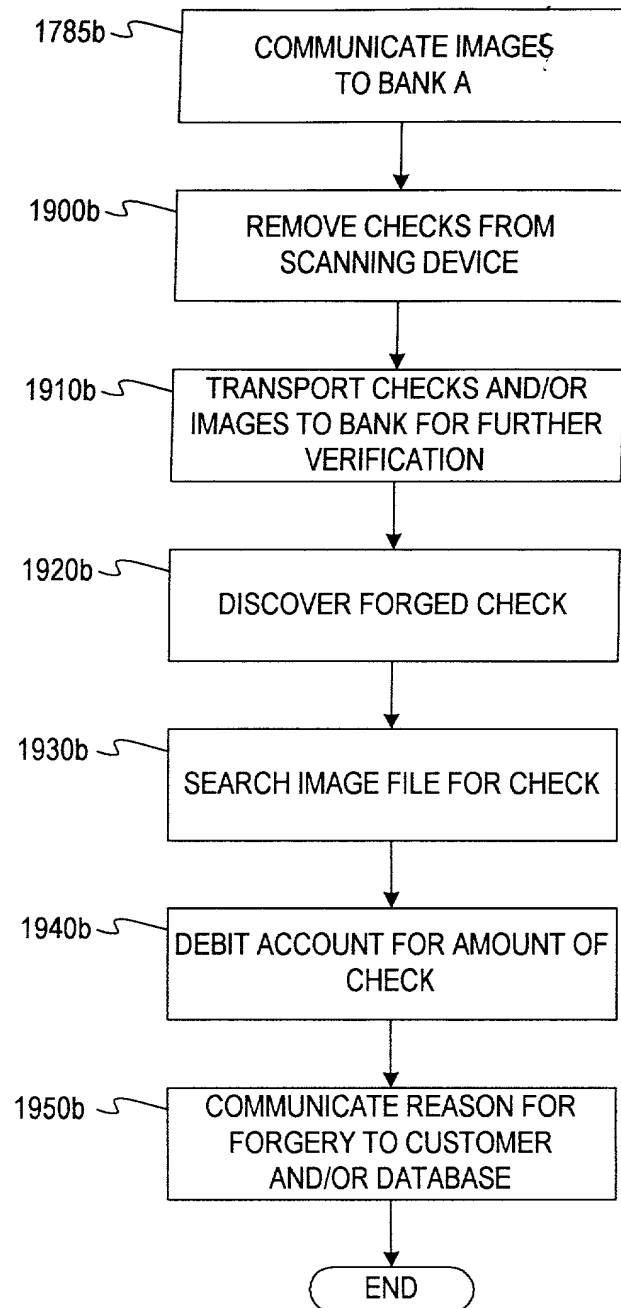 1785b
COMMUNICATE IMAGES
TO BANK A
1900b
REMOVE CHECKS FROM
SCANNING DEVICE
1910b
TRANSPORT CHECKS AND/OR
IMAGES TO BANK FOR FURTHER
VERIFICATION
1920b
DISCOVER FORGED CHECK
1930b
SEARCH IMAGE FILE FOR CHECK
1940b
DEBIT ACCOUNT FOR AMOUNT OF
CHECK
1950b
COMMUNICATE REASON FOR
FORGERY TO CUSTOMER
AND/OR DATABASE
END